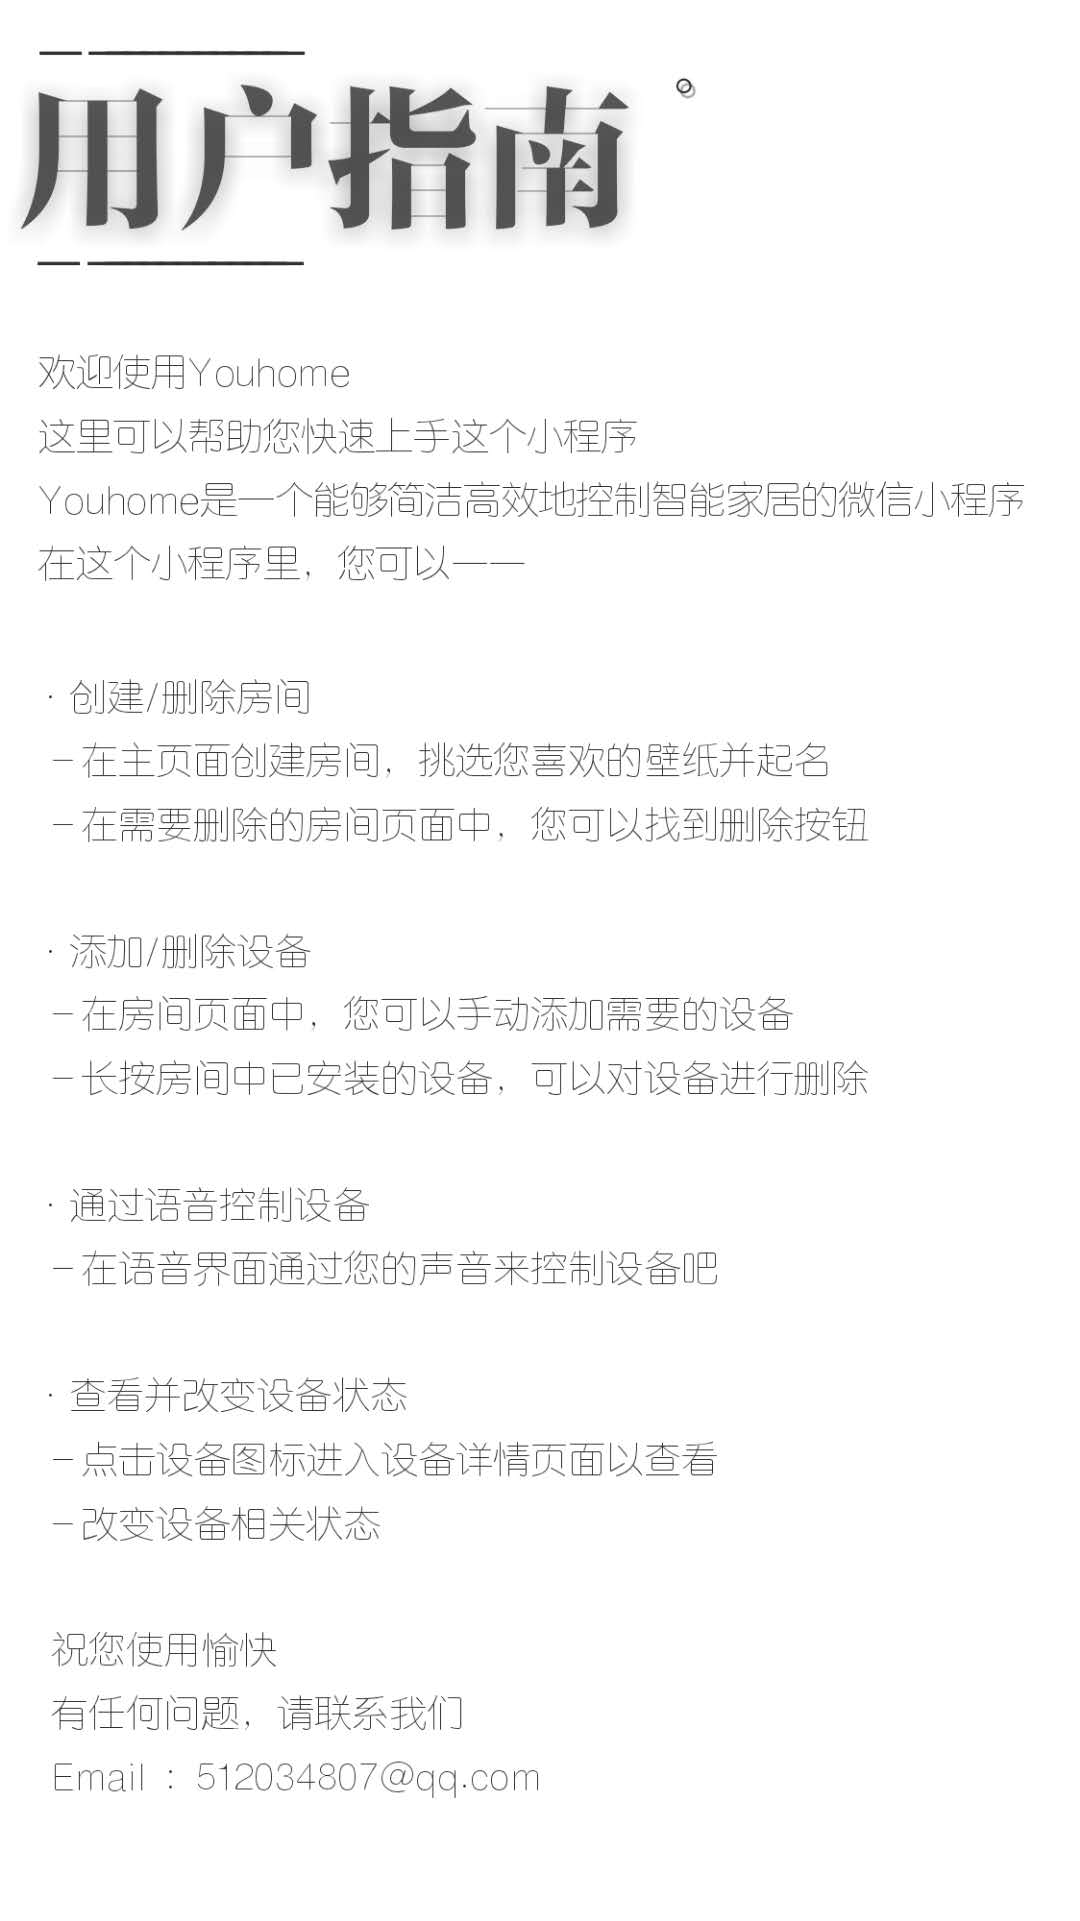 用户指南
欢迎使用Youhome
这里可以帮助您快速上手这个小程序
Youhome是一个能够简洁高效地控制智能家居的微信小程序
在这个小程序里，您可以——
· 创建/删除房间
－在主页面创建房间，挑选您喜欢的壁纸并起名
－在需要删除的房间页面中，您可以找到删除按钮
· 添加/删除设备
－在房间页面中，您可以手动添加需要的设备
－长按房间中已安装的设备，可以对设备进行删除
· 通过语音控制设备
－在语音界面通过您的声音来控制设备吧
· 查看并改变设备状态
－点击设备图标进入设备详情页面以查看
－改变设备相关状态
祝您使用愉快
有任何问题，请联系我们
Email : 512034807@qq.com